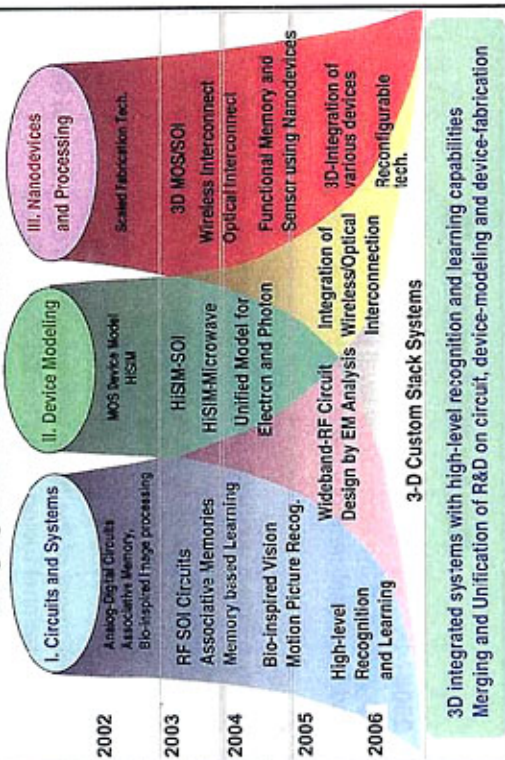 I. Circuits and Systems
II. Device Modeling
III. Nanodevices
and Processing
2002
Analog-Digital Circuits
Associative Memory,
Bio-inspired Image processing
MOS Device Model
HiSIM
Scaled Fabrication Tech.
2003
RF SOI Circuits
Associative Memories
Memory based Learning
HiSIM-SOI
HiSIM-Microwave
Unified Model for
Electron and Photon
3D MOS/SOI
Wireless Interconnect
Optical Interconnect
2004
Bio-inspired Vision
Motion Picture Recog.
Functional Memory and
Sensor using Nanodevices
2005
High-level
Recognition
and Learning
Wideband-RF Circuit
Design by EM Analysis
Integration of
Wireless/Optical
Interconnection
3D-Integration of
various devices
Reconfigurable
tech.
2006
3-D Custom Stack Systems
3D integrated systems with high-level recognition and learning capabilities
Merging and Unification of R&D on circuit, device-modeling and device-fabrication